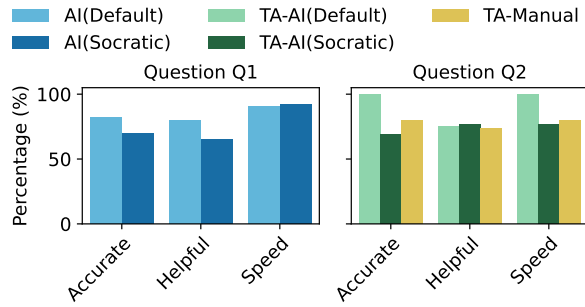 AI(Default) TA-AI(Default) TA-Manual
AI(Socratic) TA-AI(Socratic)
Question Q1 Question Q2
Percentage (%)
100
50
0
Accurate Helpful Speed Accurate Helpful Speed